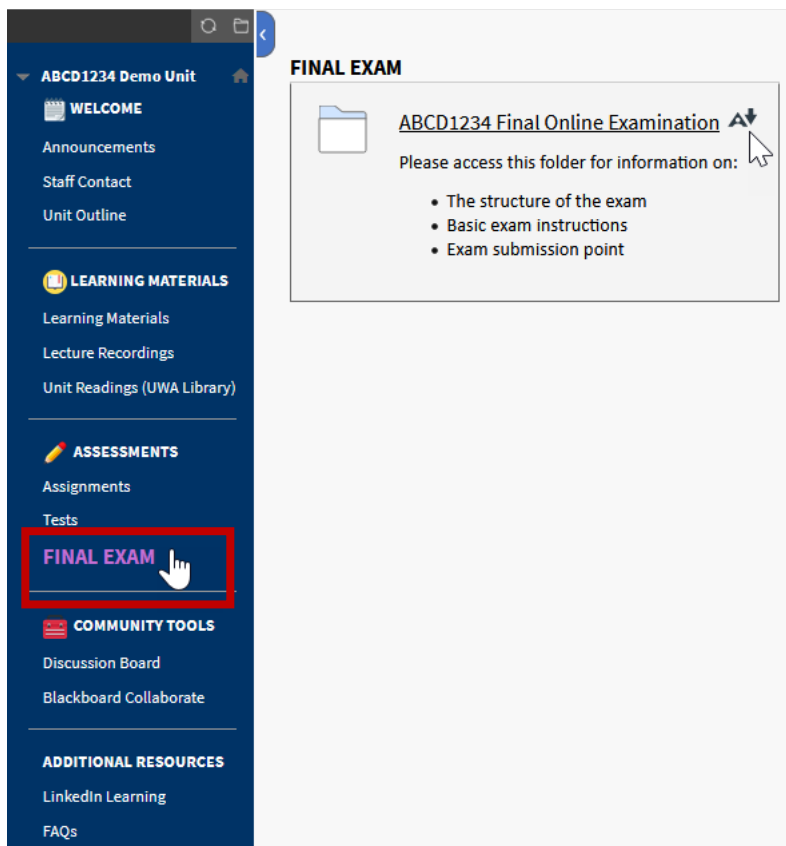 ABCD1234 Demo Unit
WELCOME
Announcements
Staff Contact
Unit Outline
LEARNING MATERIALS
Learning Materials
Lecture Recordings
Unit Readings (UWA Library)
ASSESSMENTS
Assignments
Tests
FINAL EXAM
COMMUNITY TOOLS
Discussion Board
Blackboard Collaborate
ADDITIONAL RESOURCES
LinkedIn Learning
FAQs
FINAL EXAM
ABCD1234 Final Online Examination
Please access this folder for information on:
• The structure of the exam
• Basic exam instructions
• Exam submission point